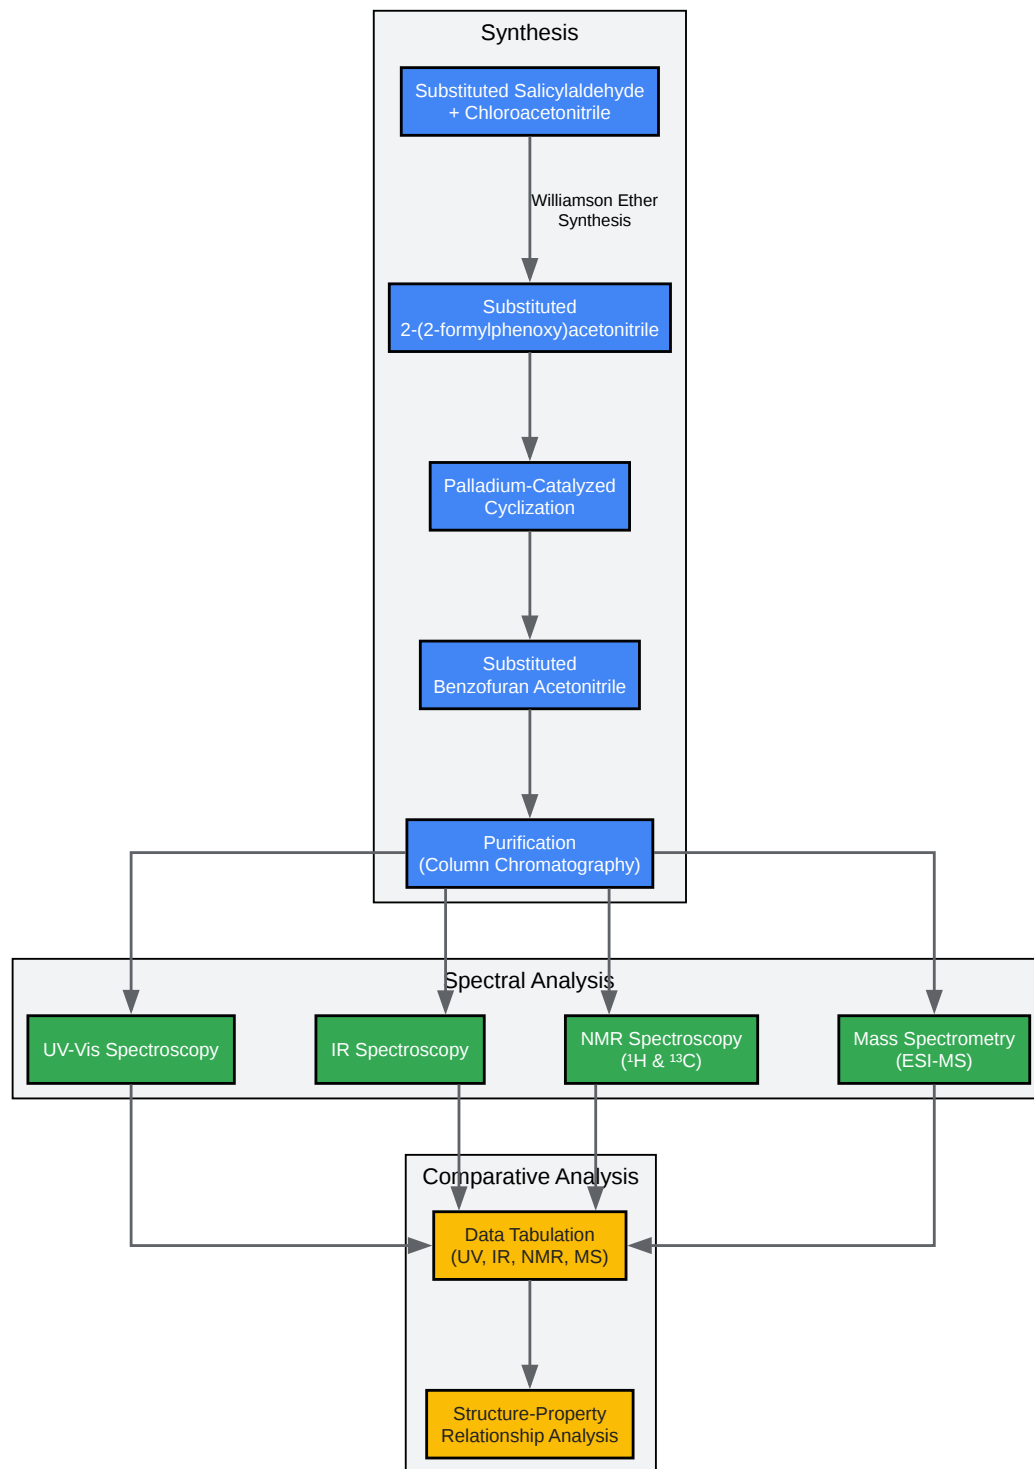 Synthesis
Substituted Salicylaldehyde
+ Chloroacetonitrile
Williamson Ether
Synthesis
Substituted
2-(2-formylphenoxy)acetonitrile
Palladium-Catalyzed
Cyclization
Substituted
Benzofuran Acetonitrile
Purification
(Column Chromatography)
Spectral Analysis
UV-Vis Spectroscopy
IR Spectroscopy
NMR Spectroscopy
(¹H & ¹³C)
Mass Spectrometry
(ESI-MS)
Comparative Analysis
Data Tabulation
(UV, IR, NMR, MS)
Structure-Property
Relationship Analysis